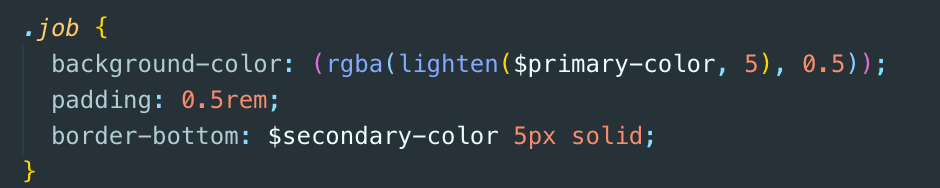 .job {
background-color: (rgba(lighten($primary-color, 5), 0.5));
padding: 0.5rem;
border-bottom: $secondary-color 5px solid;
}